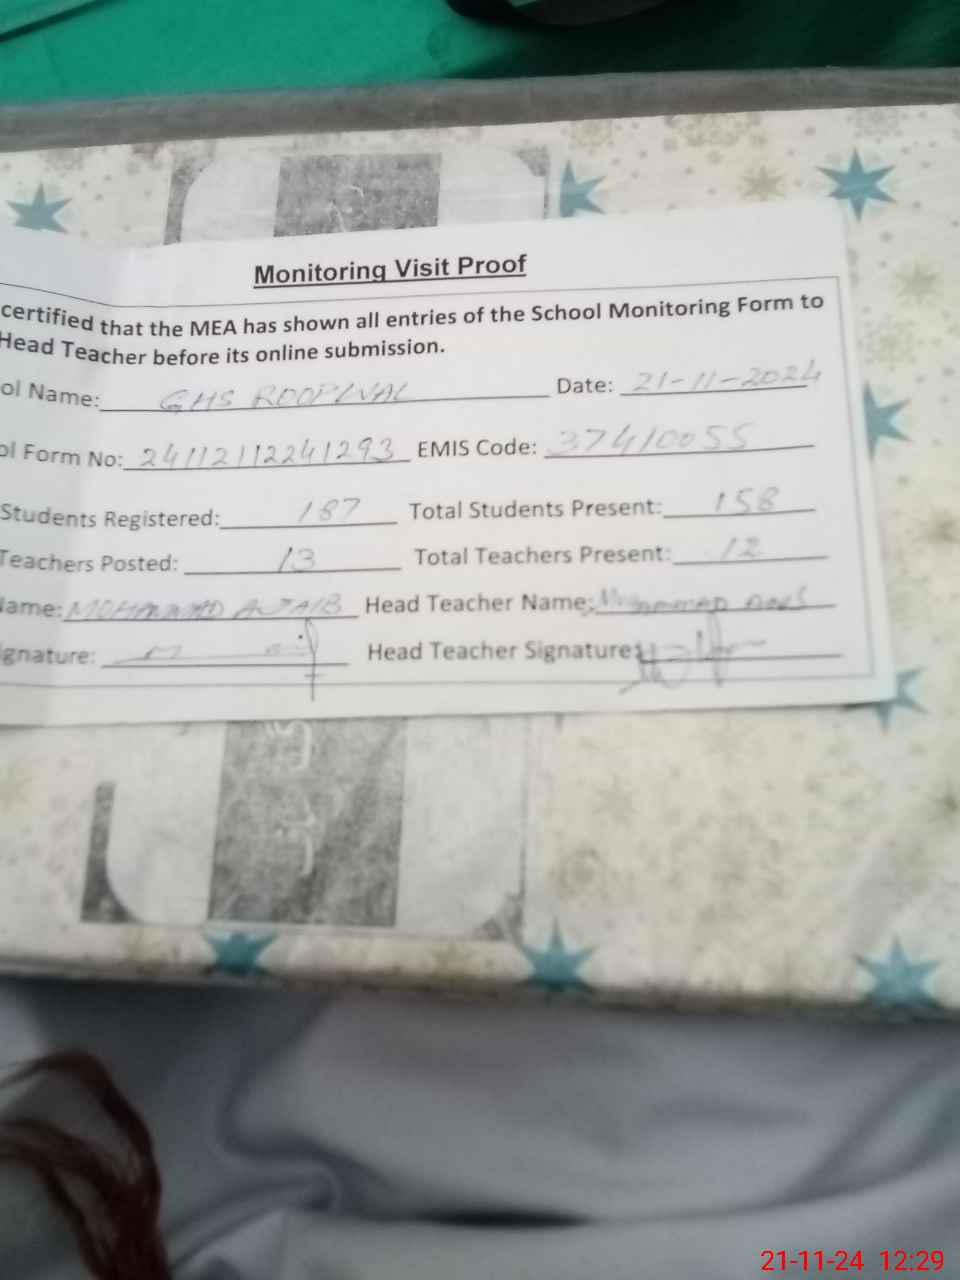 Monitoring Visit Proof
certified that the MEA has shown all entries of the School Monitoring Form to
Head Teacher before its online submission.
ol Name: GHS ROOPWAL Date: 21-11-2024
ol Form No: 24112112241293 EMIS Code: 37410055
Students Registered: 187 Total Students Present: 158
Teachers Posted: 13 Total Teachers Present: 12
Name: MOHAMMAD AJAIB Head Teacher Name:
gnature: Head Teacher Signature:
21-11-24 12:29